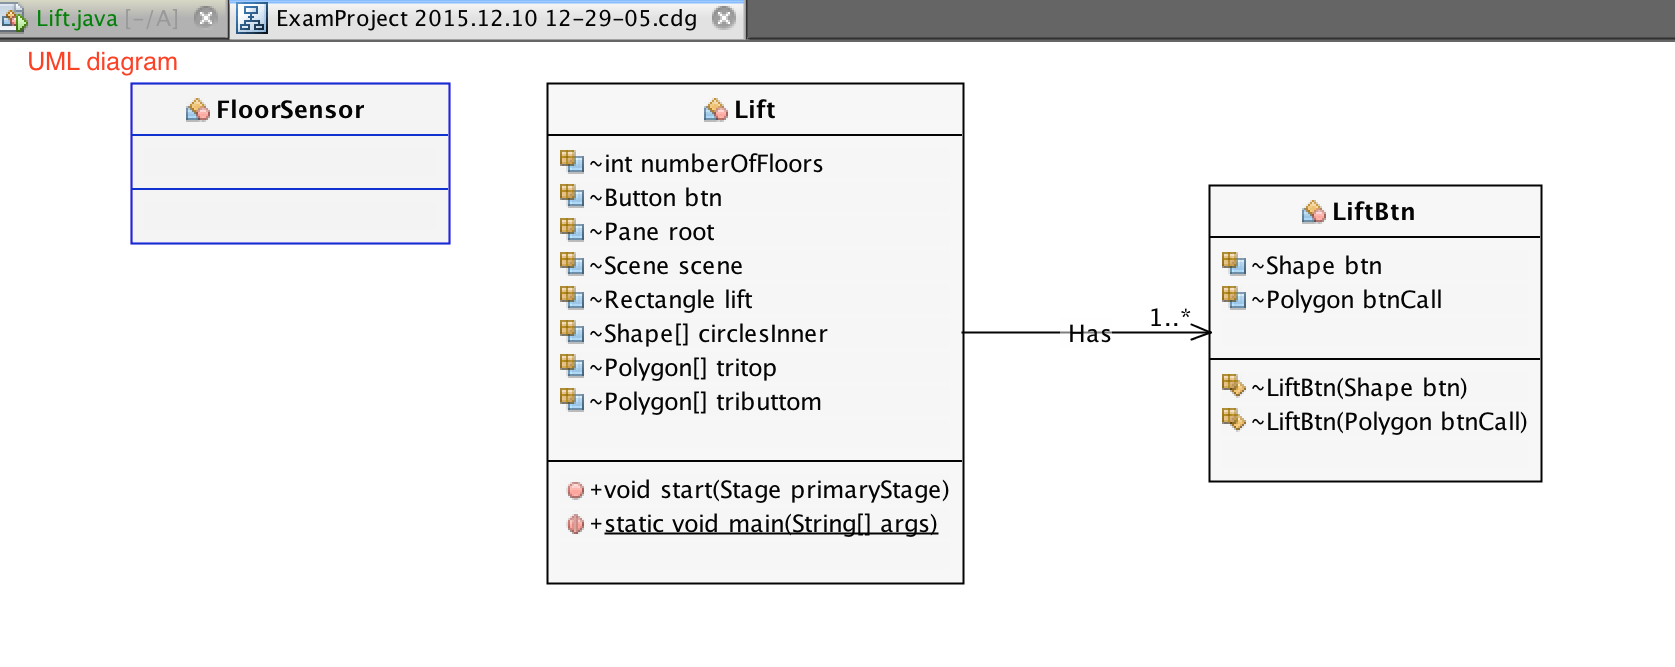 Lift.java [-/A]
ExamProject 2015.12.10 12-29-05.cdg
UML diagram
FloorSensor
Lift
~int numberOfFloors
~Button btn
~Pane root
~Scene scene
~Rectangle lift
~Shape[] circlesInner
~Polygon[] tritop
~Polygon[] tributtom
+void start(Stage primaryStage)
+static void main(String[] args)
Has
1..*
LiftBtn
~Shape btn
~Polygon btnCall
~LiftBtn(Shape btn)
~LiftBtn(Polygon btnCall)